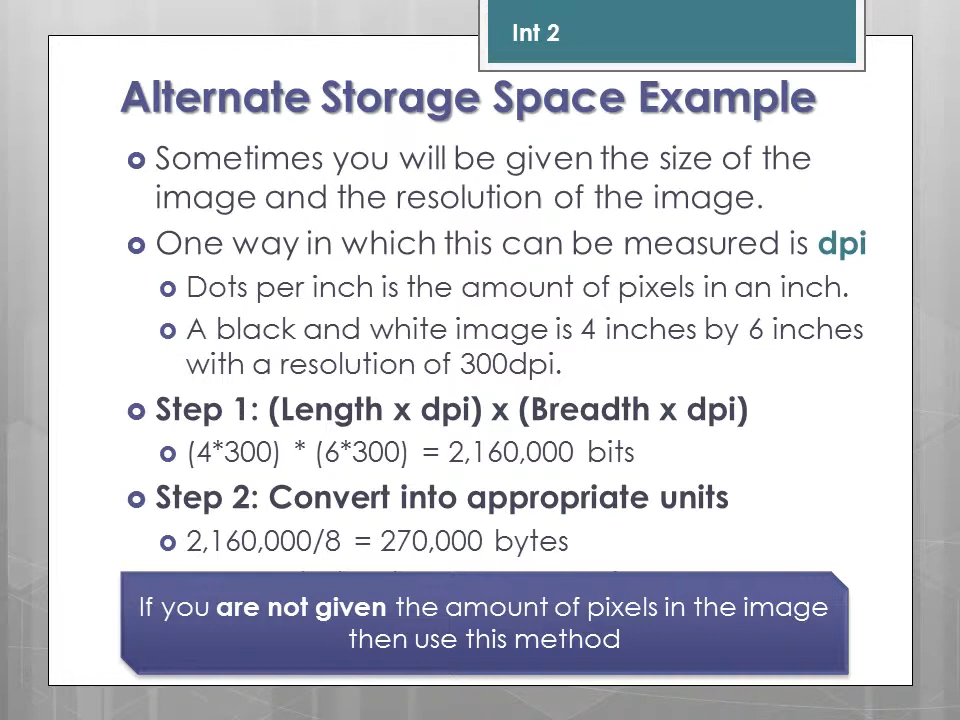 Int 2
Alternate Storage Space Example
Sometimes you will be given the size of the
image and the resolution of the image.
One way in which this can be measured is dpi
Dots per inch is the amount of pixels in an inch.
A black and white image is 4 inches by 6 inches
with a resolution of 300dpi.
Step 1: (Length x dpi) x (Breadth x dpi)
(4*300) * (6*300) = 2,160,000 bits
Step 2: Convert into appropriate units
2,160,000/8 = 270,000 bytes
If you are not given the amount of pixels in the image
then use this method